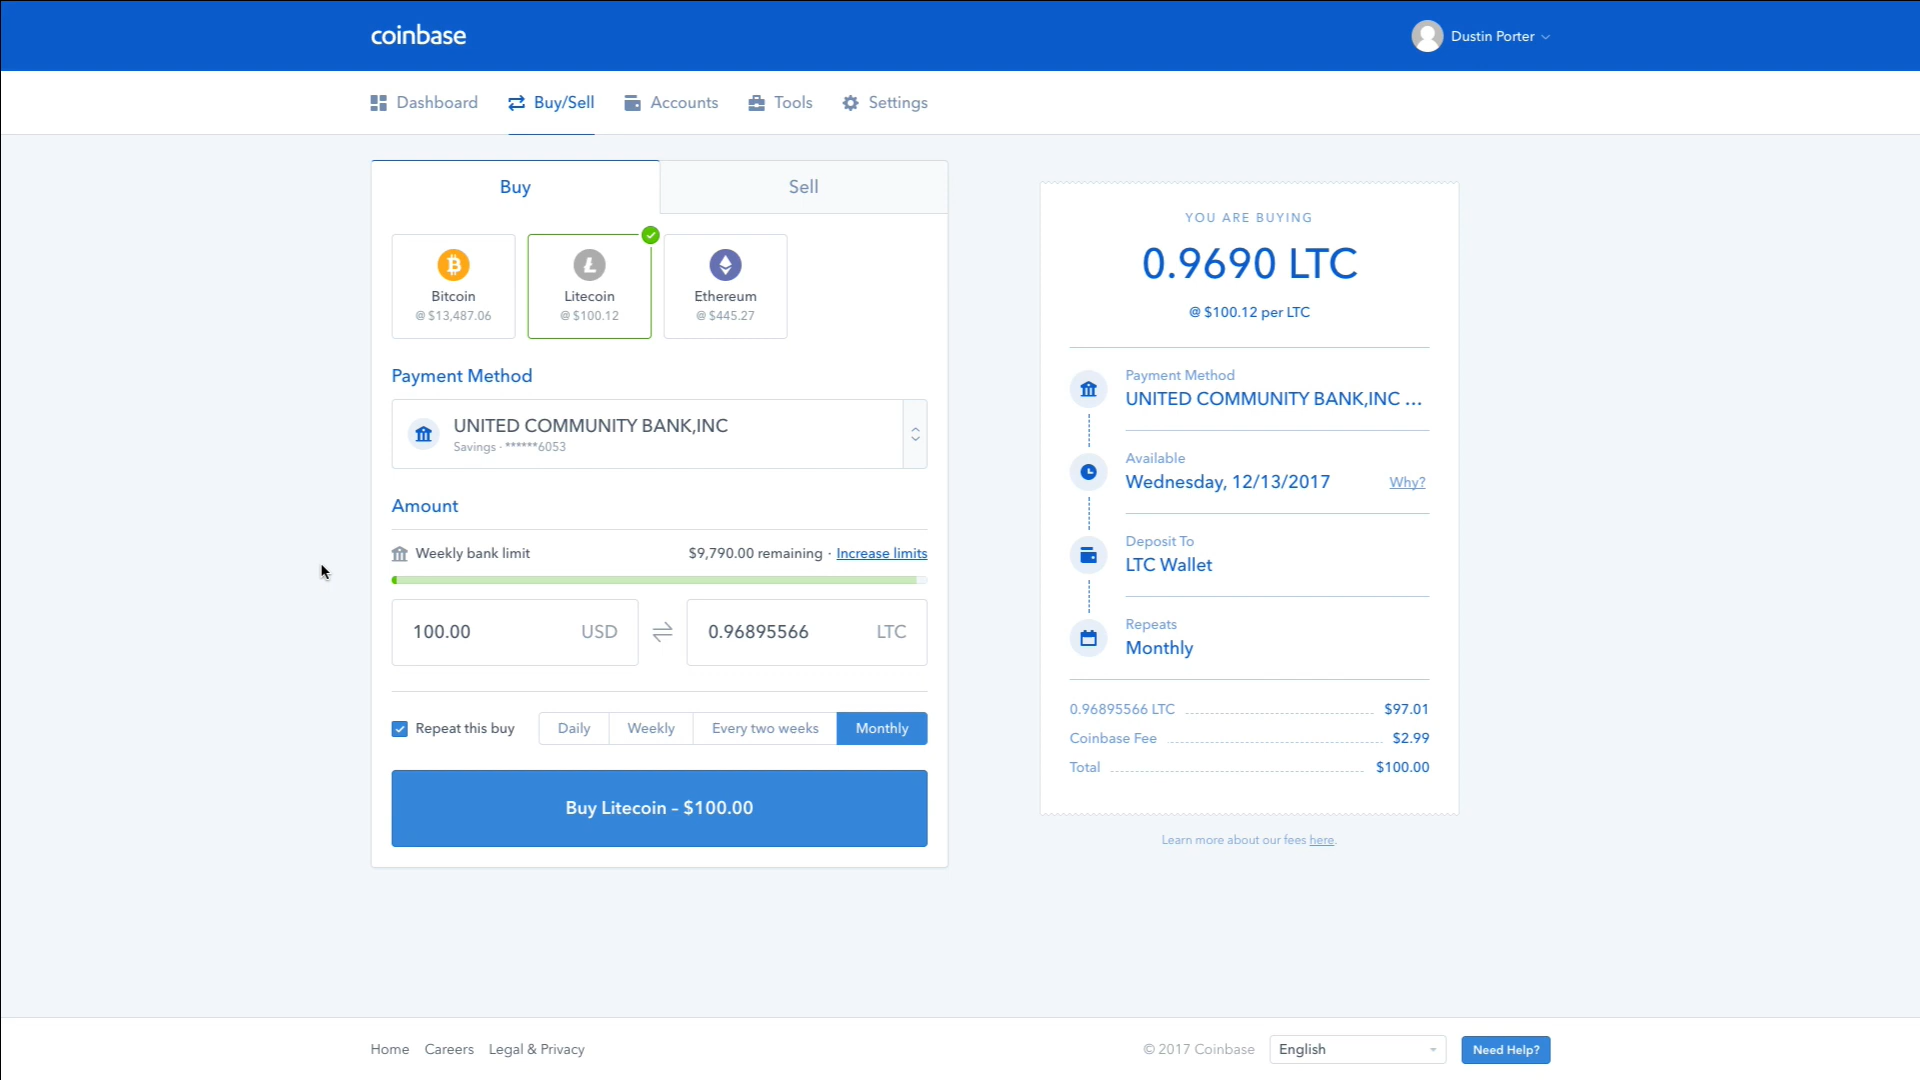 coinbase
Dustin Porter
Dashboard
Buy/Sell
Accounts
Tools
Settings
Buy
Sell
Bitcoin
@ $13,487.06
Litecoin
@ $100.12
Ethereum
@ $445.27
Payment Method
UNITED COMMUNITY BANK,INC
Savings · ******6053
Amount
Weekly bank limit
$9,790.00 remaining · Increase limits
100.00 USD
0.96895566 LTC
Repeat this buy
Daily
Weekly
Every two weeks
Monthly
Buy Litecoin – $100.00
YOU ARE BUYING
0.9690 LTC
@ $100.12 per LTC
Payment Method
UNITED COMMUNITY BANK,INC ...
Available
Wednesday, 12/13/2017
Why?
Deposit To
LTC Wallet
Repeats
Monthly
0.96895566 LTC $97.01
Coinbase Fee $2.99
Total $100.00
Learn more about our fees here.
Home
Careers
Legal & Privacy
© 2017 Coinbase
English
Need Help?